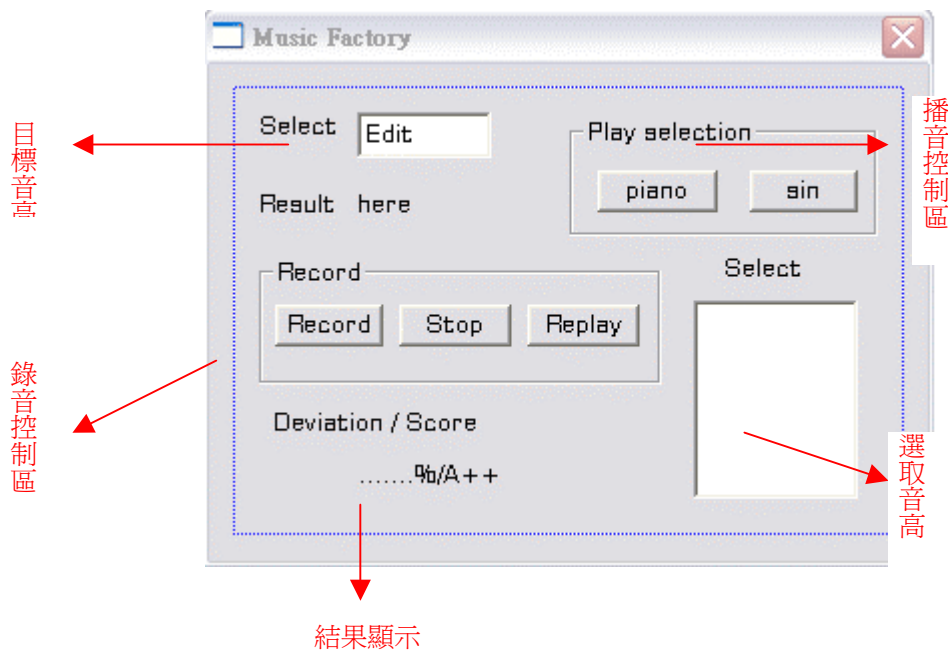 Music Factory
Select Edit
Play selection
piano sin
Result here
Record
Record Stop Replay
Select
Deviation / Score
.......%/A++
目標音高
播音控制區
錄音控制區
選取音高
結果顯示